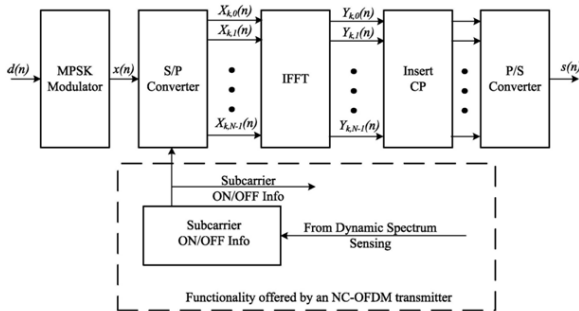 X_{k,0}(n)
X_{k,1}(n)
X_{k,N-1}(n)
Y_{k,0}(n)
Y_{k,1}(n)
Y_{k,N-1}(n)
d(n)
MPSK
Modulator
x(n)
S/P
Converter
IFFT
Insert
CP
P/S
Converter
s(n)
Subcarrier
ON/OFF Info
Subcarrier
ON/OFF Info
From Dynamic Spectrum
Sensing
Functionality offered by an NC-OFDM transmitter